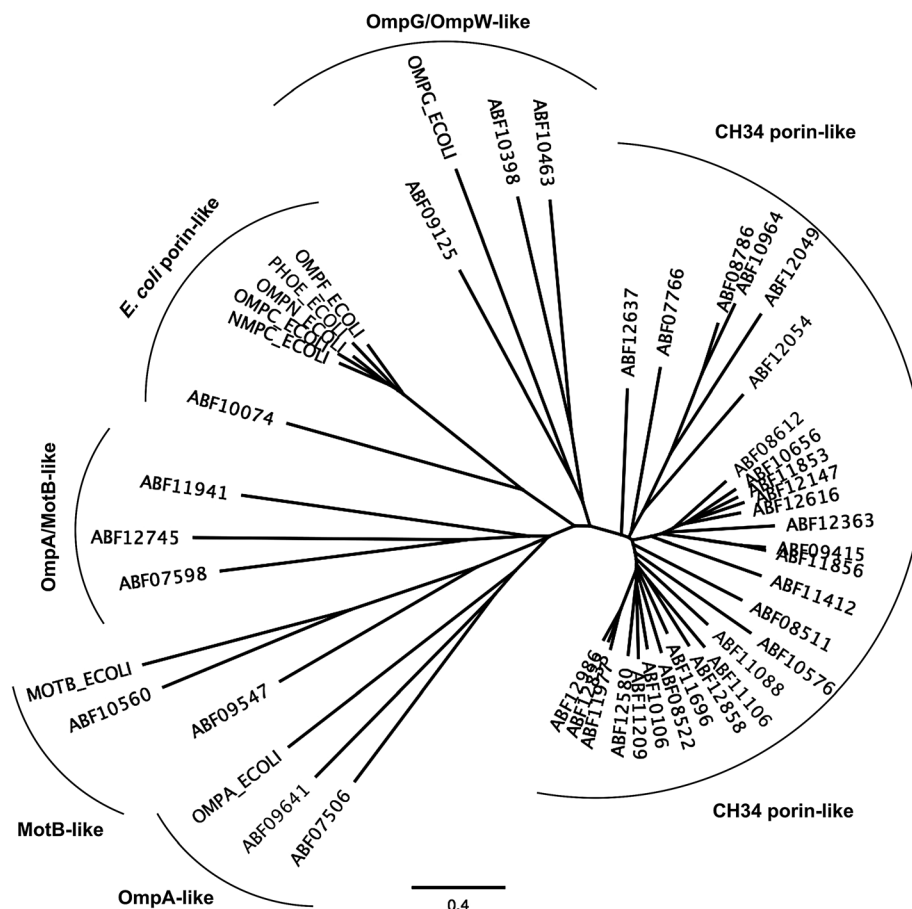 OmpG/OmpW-like
CH34 porin-like
E. coli porin-like
OmpA/MotB-like
MotB-like
OmpA-like
CH34 porin-like
OMPG_ECOLI
ABF10398
ABF10463
ABF09125
OMPF_ECOLI
PHOE_ECOLI
OMPN_ECOLI
OMPC_ECOLI
NMPC_ECOLI
ABF10074
ABF11941
ABF12745
ABF07598
MOTB_ECOLI
ABF10560
ABF09547
OMPA_ECOLI
ABF09641
ABF07506
ABF12637
ABF07766
ABF08786
ABF10964
ABF12049
ABF12054
ABF08612
ABF10656
ABF11853
ABF12147
ABF12616
ABF12363
ABF09415
ABF11856
ABF11412
ABF08511
ABF10576
ABF11088
ABF11106
ABF12858
ABF11696
ABF08522
ABF10106
ABF11209
ABF12580
ABF11977
ABF12986
0.4